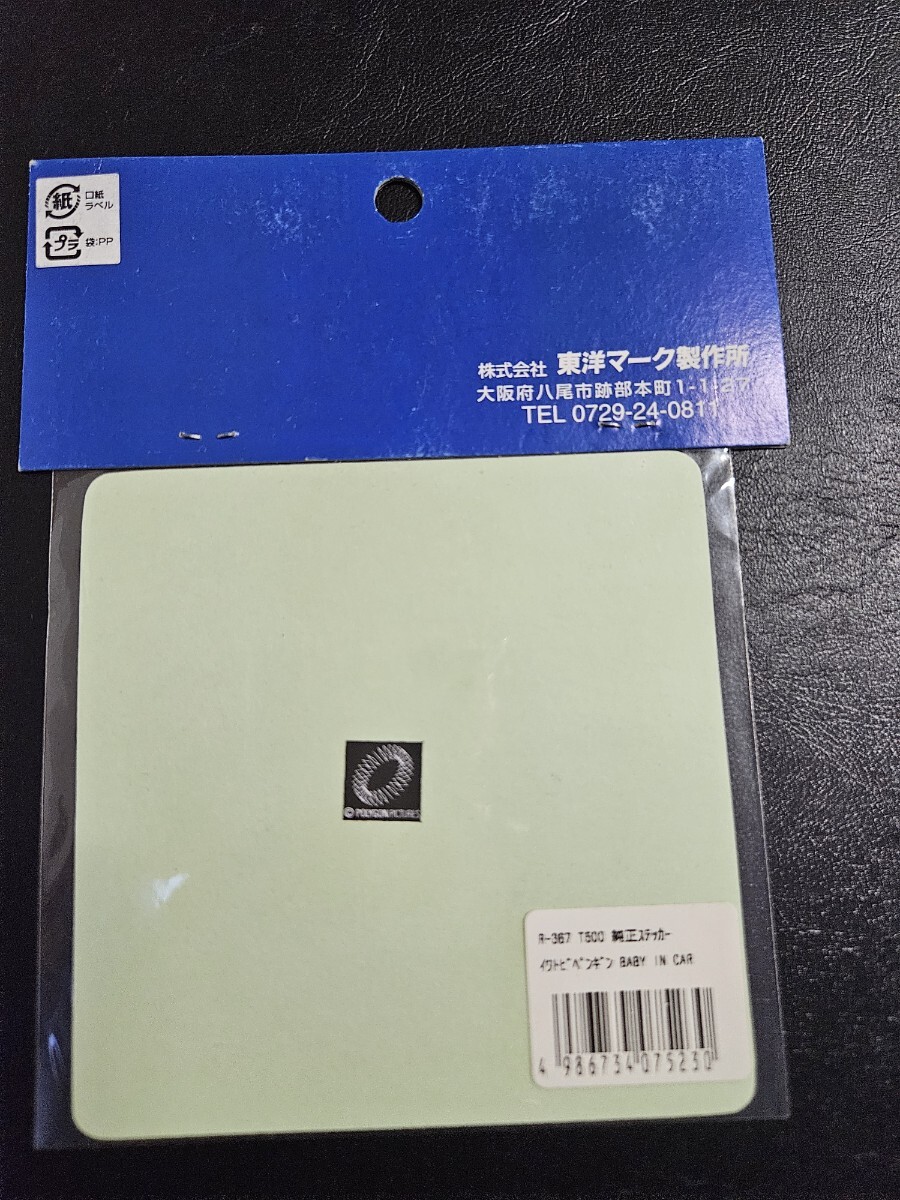 紙
口紙
ラベル
プラ
袋:PP
株式会社 東洋マーク製作所
大阪府八尾市跡部本町1-1-27
TEL 0729-24-0811
© POLYGON PICTURES
R-367 T500 純正ステッカー
イワトビペンギン BABY IN CAR
4 986734 075230